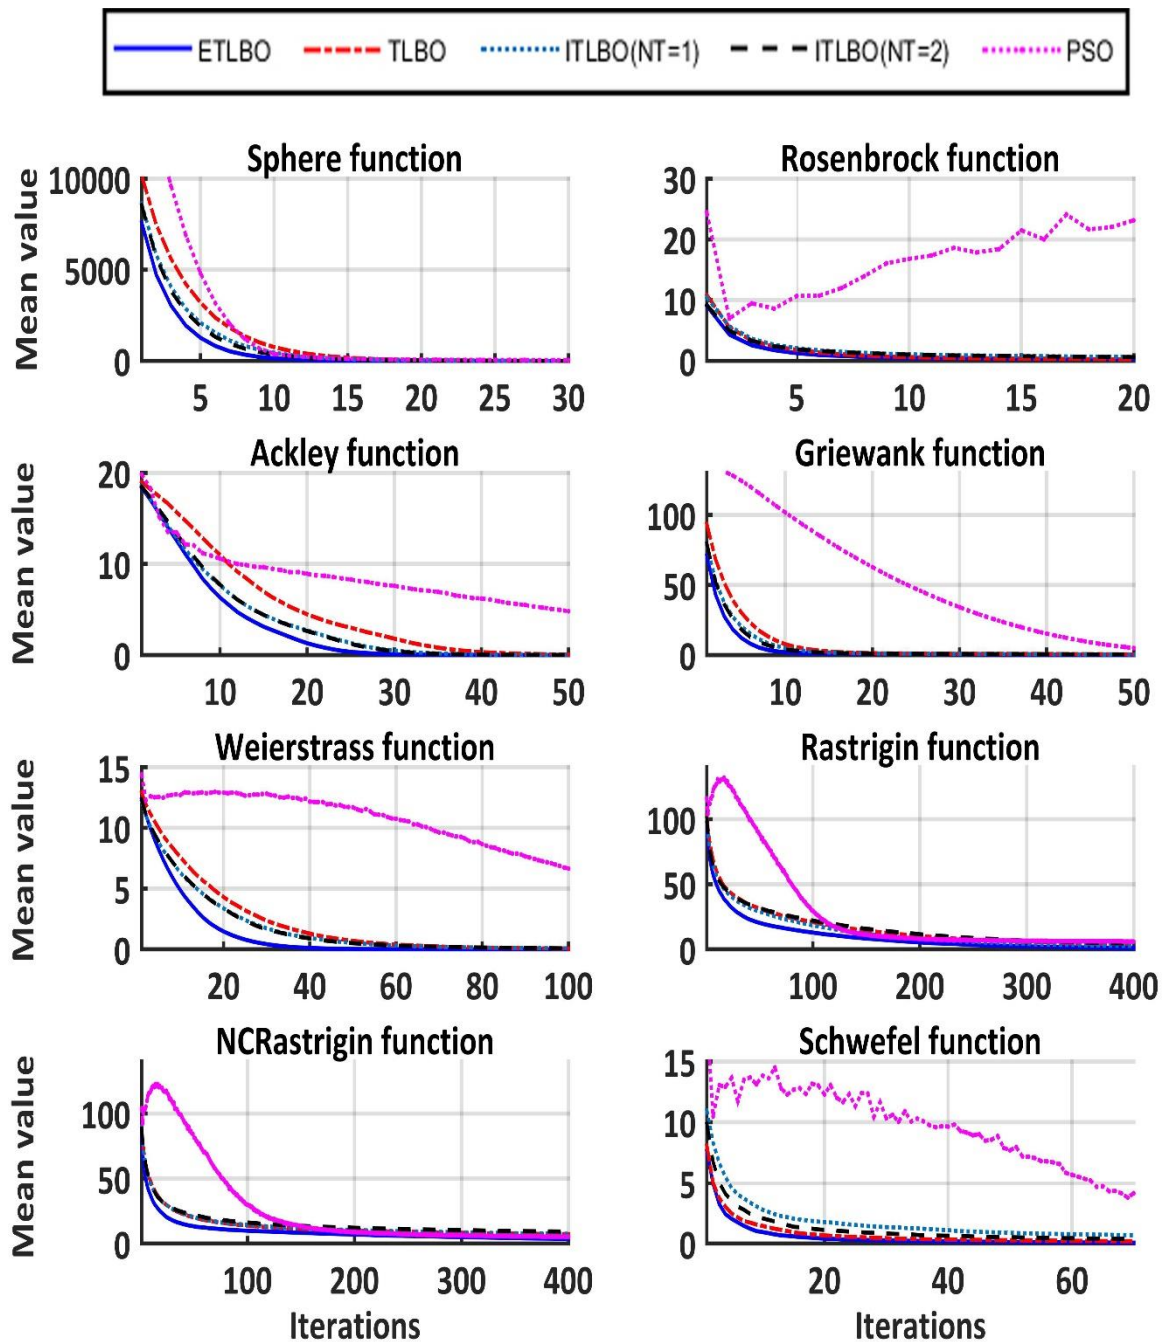 ETLBO TLBO ITLBO(NT=1) ITLBO(NT=2) PSO
Sphere function
Mean value
10000
5000
0
5 10 15 20 25 30
Rosenbrock function
30
20
10
0
5 10 15 20
Ackley function
Mean value
20
10
0
10 20 30 40 50
Griewank function
100
50
0
10 20 30 40 50
Weierstrass function
Mean value
15
10
5
0
20 40 60 80 100
Rastrigin function
100
50
0
100 200 300 400
NCRastrigin function
Mean value
100
50
0
100 200 300 400
Iterations
Schwefel function
15
10
5
0
20 40 60
Iterations